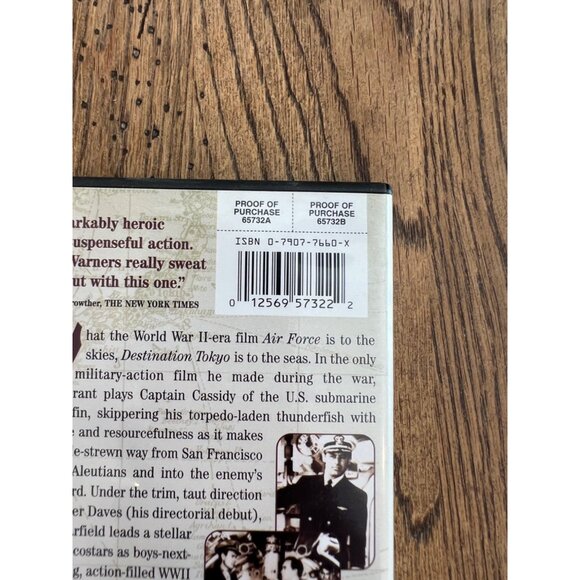 PROOF OF PURCHASE 65732A
PROOF OF PURCHASE 65732B
ISBN 0-7907-7660-X
0 12569 57322 2
arkably heroic
uspenseful action.
Warners really sweat
ut with this one."
rowther, THE NEW YORK TIMES
hat the World War II-era film Air Force is to the
skies, Destination Tokyo is to the seas. In the only
military-action film he made during the war,
rant plays Captain Cassidy of the U.S. submarine
fin, skippering his torpedo-laden thunderfish with
e and resourcefulness as it makes
e-strewn way from San Francisco
Aleutians and into the enemy's
rd. Under the trim, taut direction
er Daves (his directorial debut),
arfield leads a stellar
costars as boys-next-
g, action-filled WWII